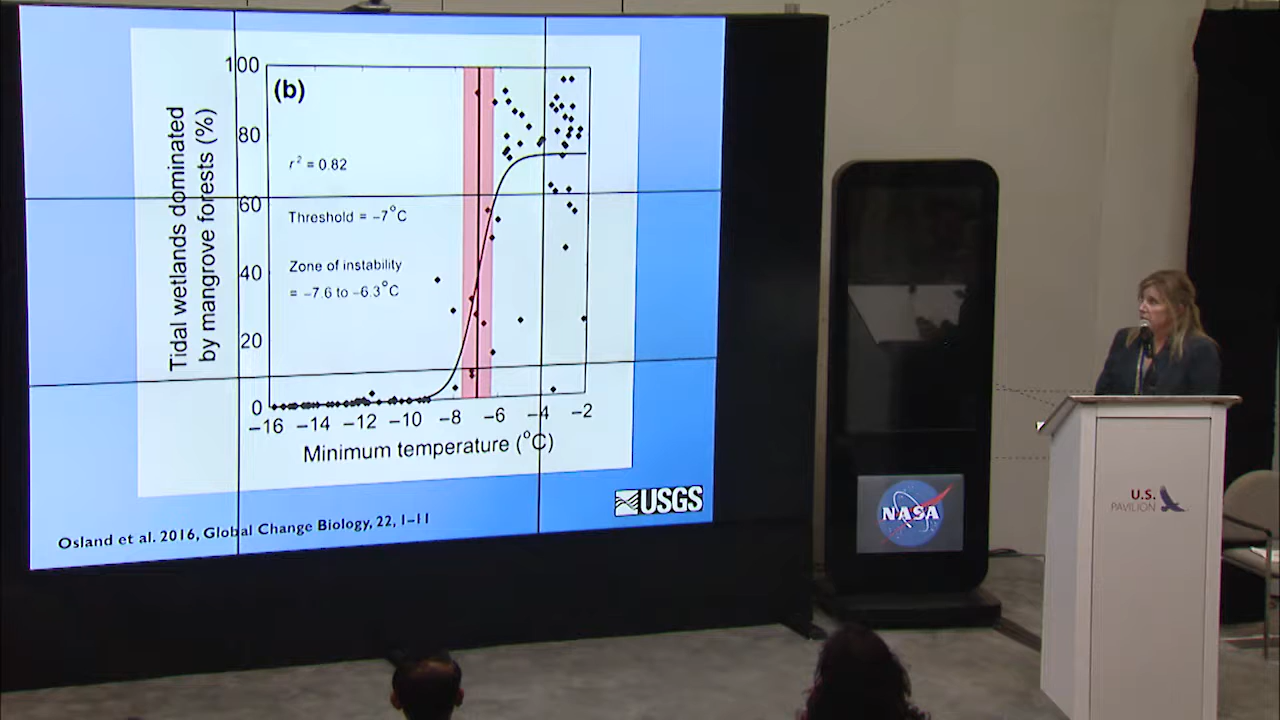 (b)
Tidal wetlands dominated
by mangrove forests (%)
100
80
60
40
20
0
r² = 0.82
Threshold = –7°C
Zone of instability
= –7.6 to –6.3°C
–16 –14 –12 –10 –8 –6 –4 –2
Minimum temperature (°C)
USGS
Osland et al. 2016, Global Change Biology, 22, 1–11
NASA
U.S.
PAVILION